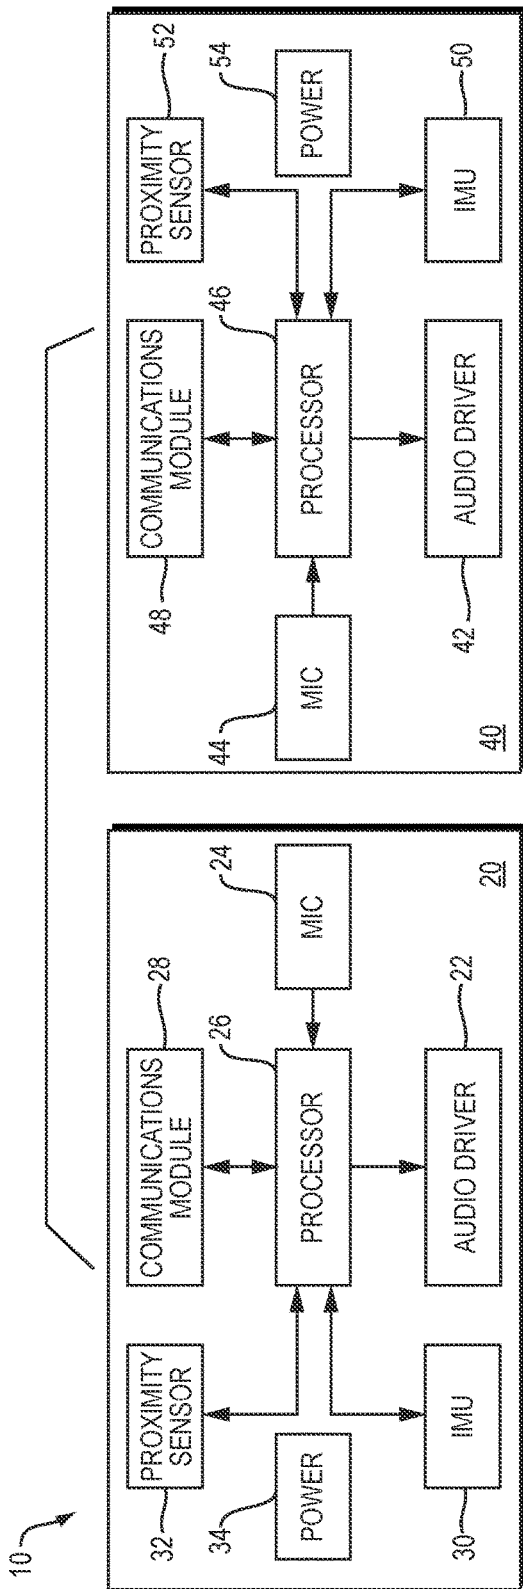 10
PROXIMITY
SENSOR
32
COMMUNICATIONS
MODULE
28
POWER
34
PROCESSOR
26
MIC
24
IMU
30
AUDIO DRIVER
22
20
COMMUNICATIONS
MODULE
48
PROXIMITY
SENSOR
52
MIC
44
PROCESSOR
46
POWER
54
AUDIO DRIVER
42
IMU
50
40